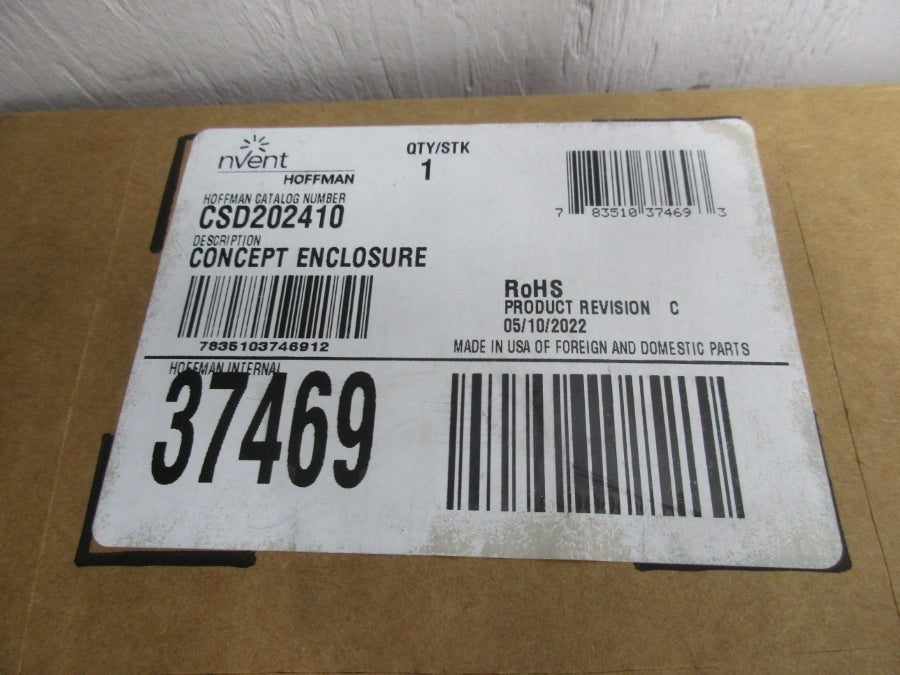 nVent
HOFFMAN
QTY/STK
1
HOFFMAN CATALOG NUMBER
CSD202410
DESCRIPTION
CONCEPT ENCLOSURE
7 83510 37469 3
7835103746912
RoHS
PRODUCT REVISION C
05/10/2022
MADE IN USA OF FOREIGN AND DOMESTIC PARTS
HOFFMAN INTERNAL
37469